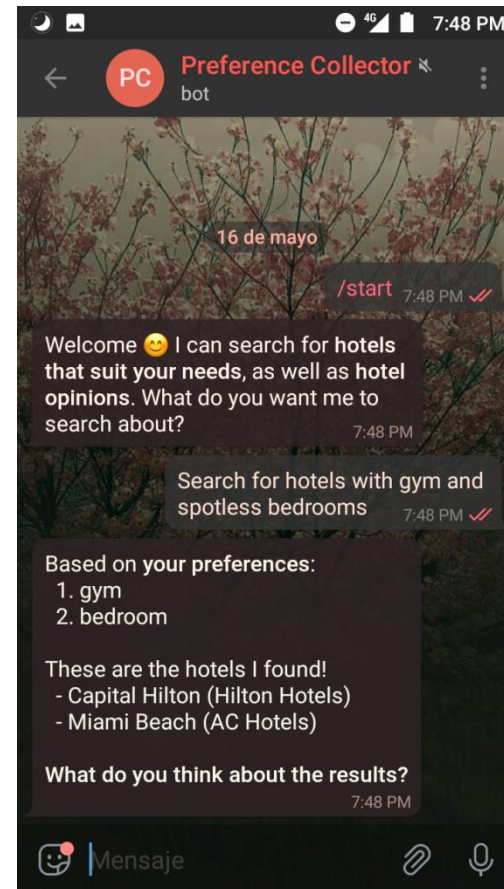 4G 7:48 PM
PC
Preference Collector
bot
16 de mayo
/start 7:48 PM
Welcome 😊 I can search for hotels
that suit your needs, as well as hotel
opinions. What do you want me to
search about?
7:48 PM
Search for hotels with gym and
spotless bedrooms
7:48 PM
Based on your preferences:
1. gym
2. bedroom
These are the hotels I found!
- Capital Hilton (Hilton Hotels)
- Miami Beach (AC Hotels)
What do you think about the results?
7:48 PM
Mensaje